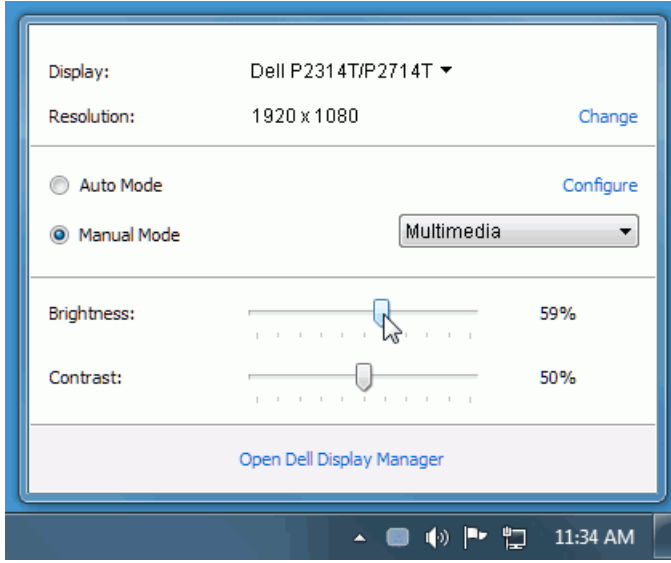 Display: Dell P2314T/P2714T
Resolution: 1920 x 1080 Change
Auto Mode Configure
Manual Mode Multimedia
Brightness: 59%
Contrast: 50%
Open Dell Display Manager
11:34 AM